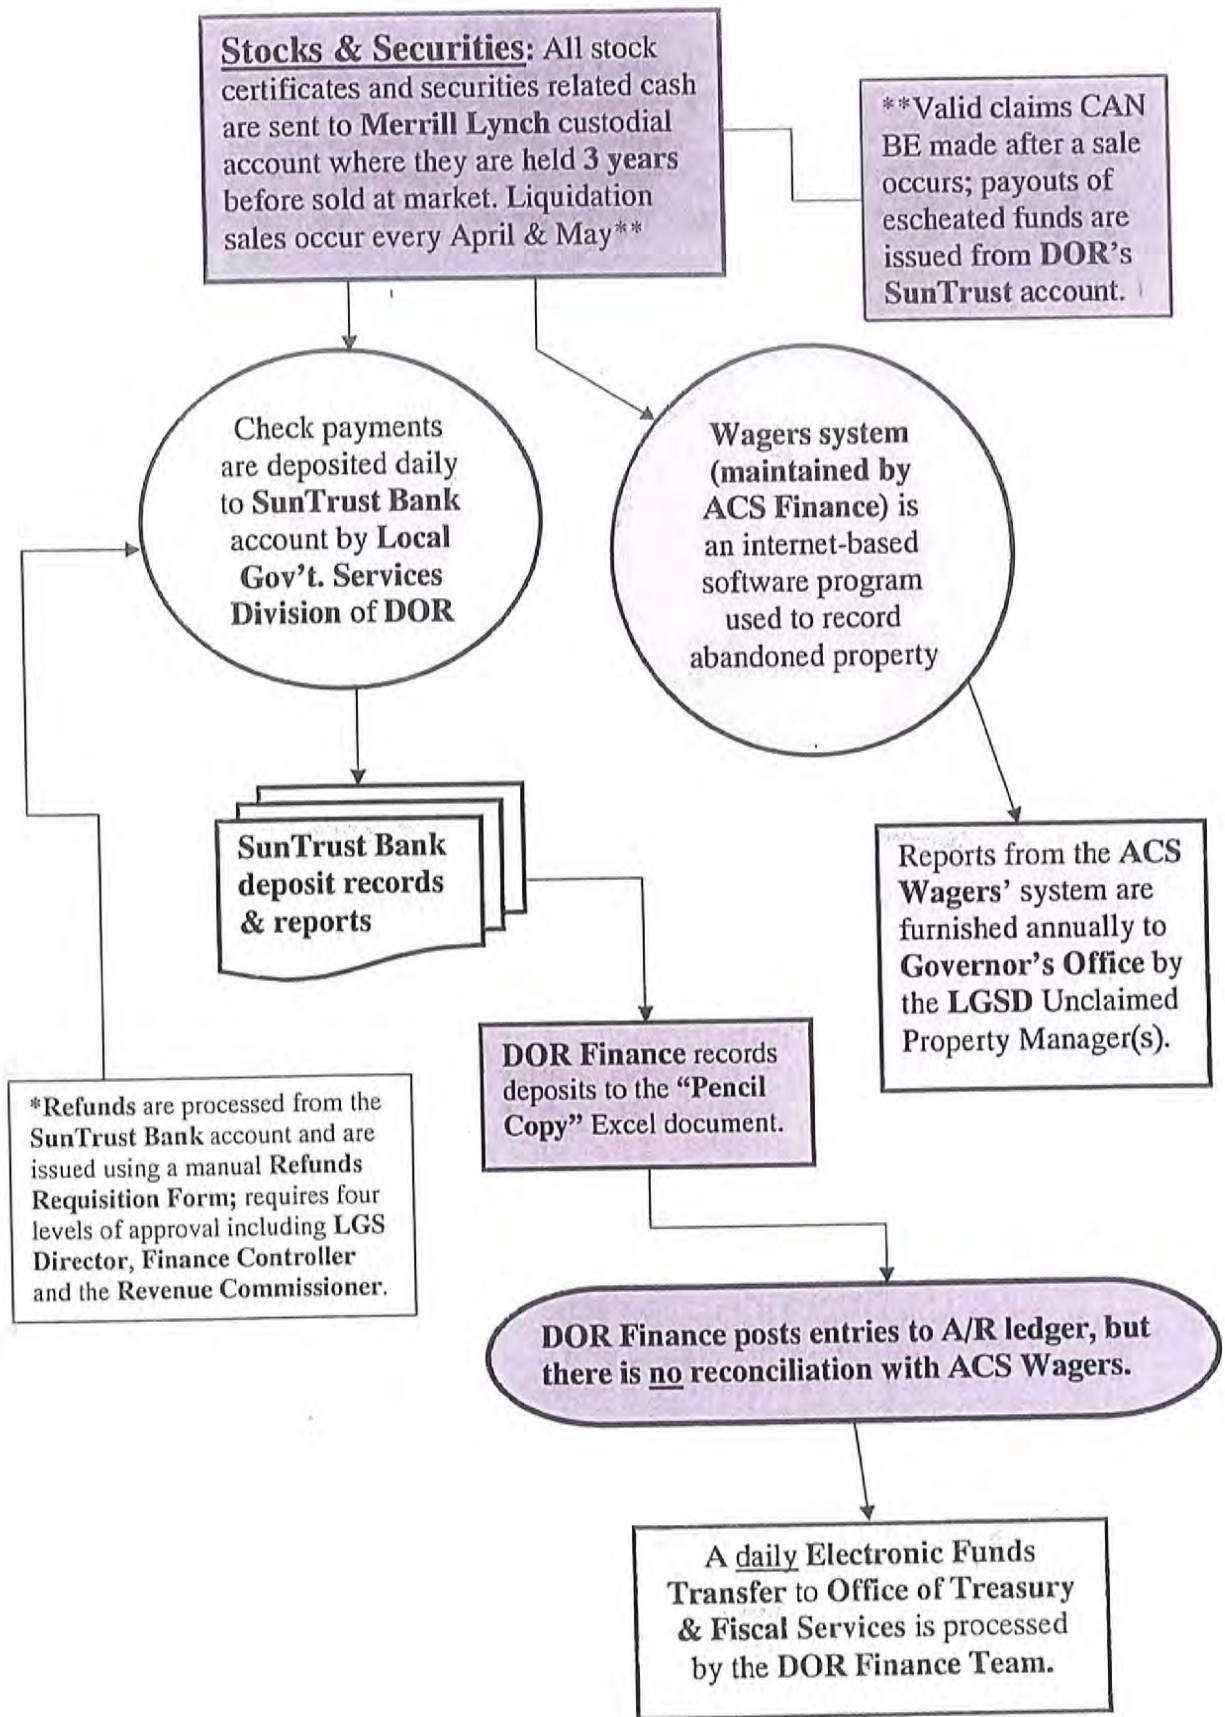 Stocks & Securities: All stock
certificates and securities related cash
are sent to Merrill Lynch custodial
account where they are held 3 years
before sold at market. Liquidation
sales occur every April & May**
**Valid claims CAN
BE made after a sale
occurs; payouts of
escheated funds are
issued from DOR's
SunTrust account.
Check payments
are deposited daily
to SunTrust Bank
account by Local
Gov't. Services
Division of DOR
Wagers system
(maintained by
ACS Finance) is
an internet-based
software program
used to record
abandoned property
SunTrust Bank
deposit records
& reports
Reports from the ACS
Wagers' system are
furnished annually to
Governor's Office by
the LGSD Unclaimed
Property Manager(s).
DOR Finance records
deposits to the "Pencil
Copy" Excel document.
*Refunds are processed from the
SunTrust Bank account and are
issued using a manual Refunds
Requisition Form; requires four
levels of approval including LGS
Director, Finance Controller
and the Revenue Commissioner.
DOR Finance posts entries to A/R ledger, but
there is no reconciliation with ACS Wagers.
A daily Electronic Funds
Transfer to Office of Treasury
& Fiscal Services is processed
by the DOR Finance Team.